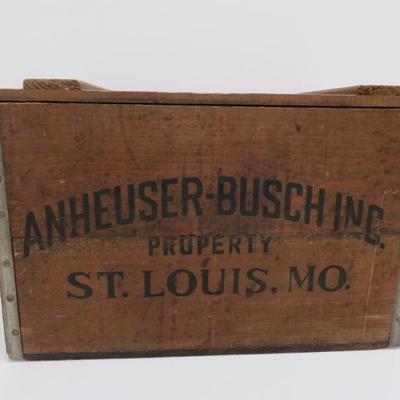 ANHEUSER-BUSCH INC.
PROPERTY
ST. LOUIS, MO.